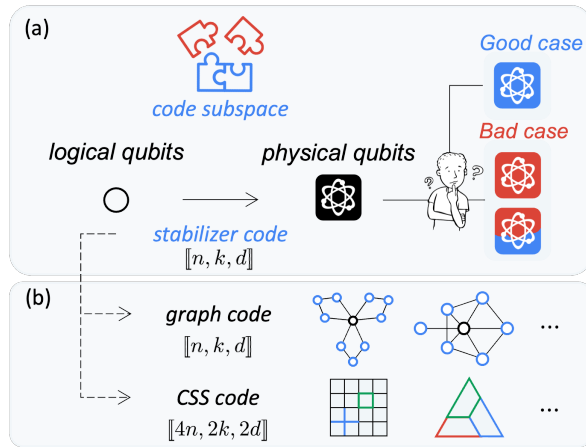 (a)
Good case
code subspace
Bad case
logical qubits
physical qubits
? ?
stabilizer code
⟦n, k, d⟧
(b)
graph code
⟦n, k, d⟧
...
CSS code
⟦4n, 2k, 2d⟧
...